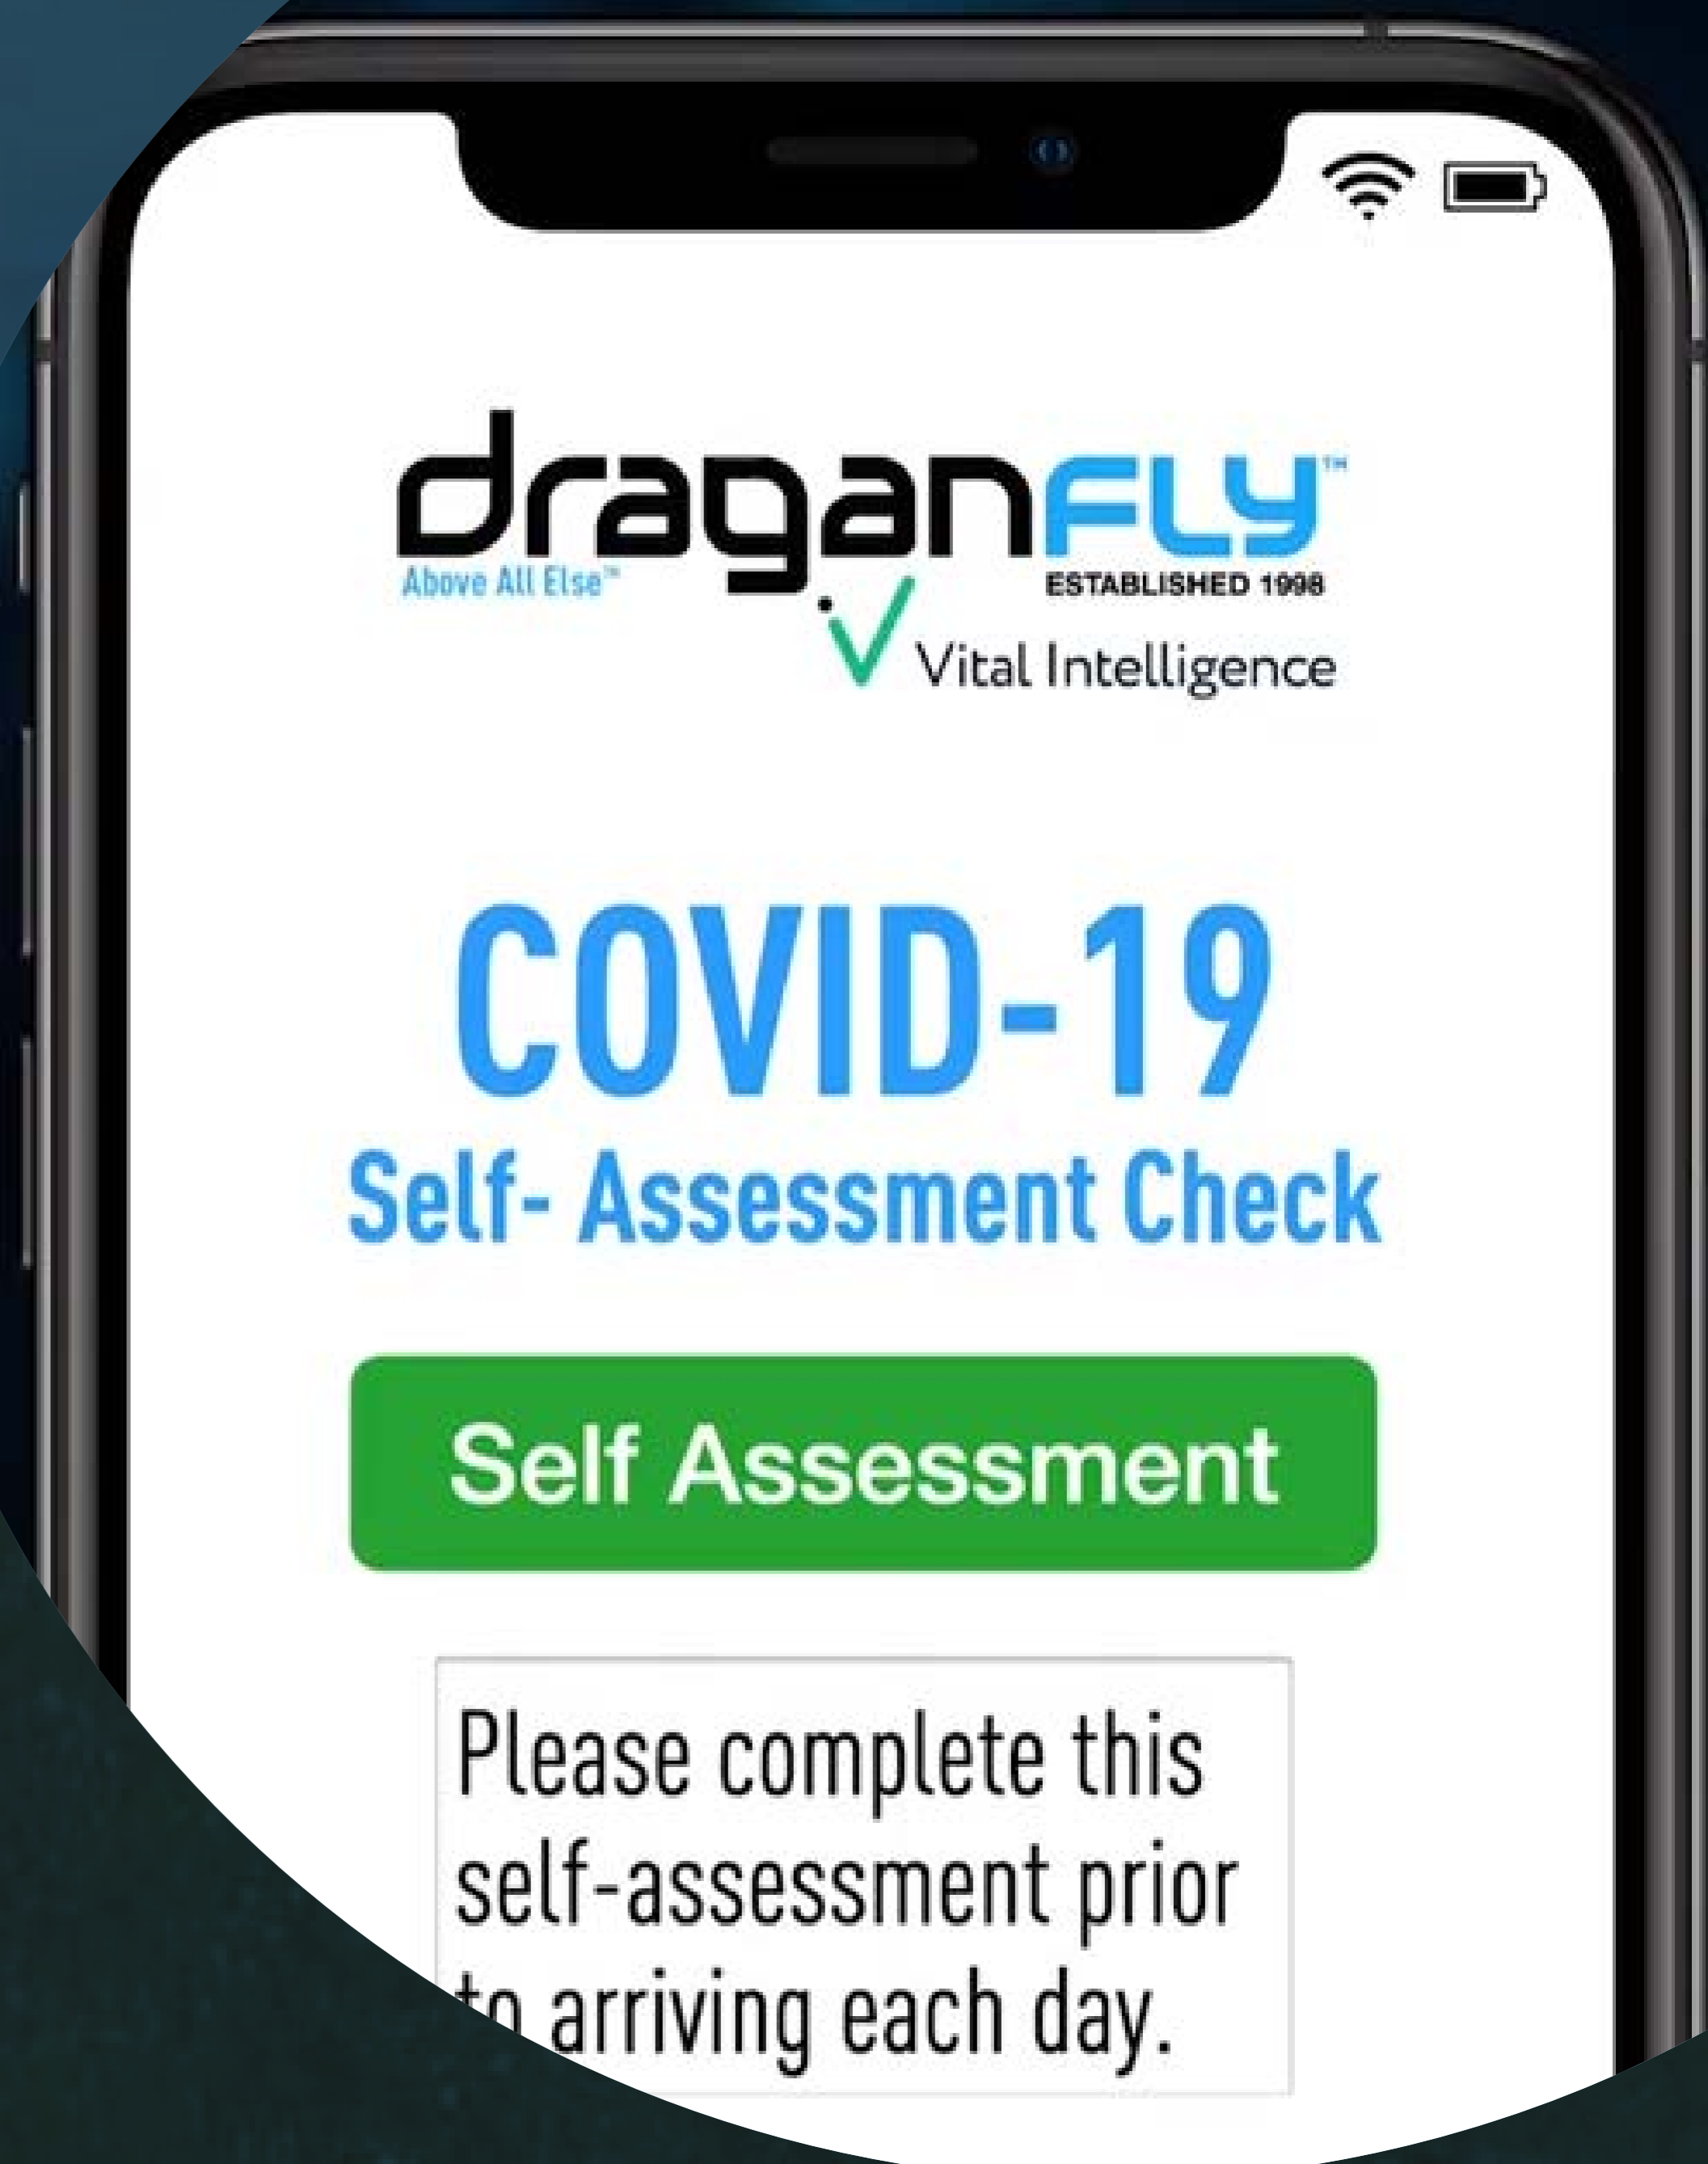 draganFLY™
Above All Else™
ESTABLISHED 1998
Vital Intelligence
COVID-19
Self- Assessment Check
Self Assessment
Please complete this
self-assessment prior
to arriving each day.